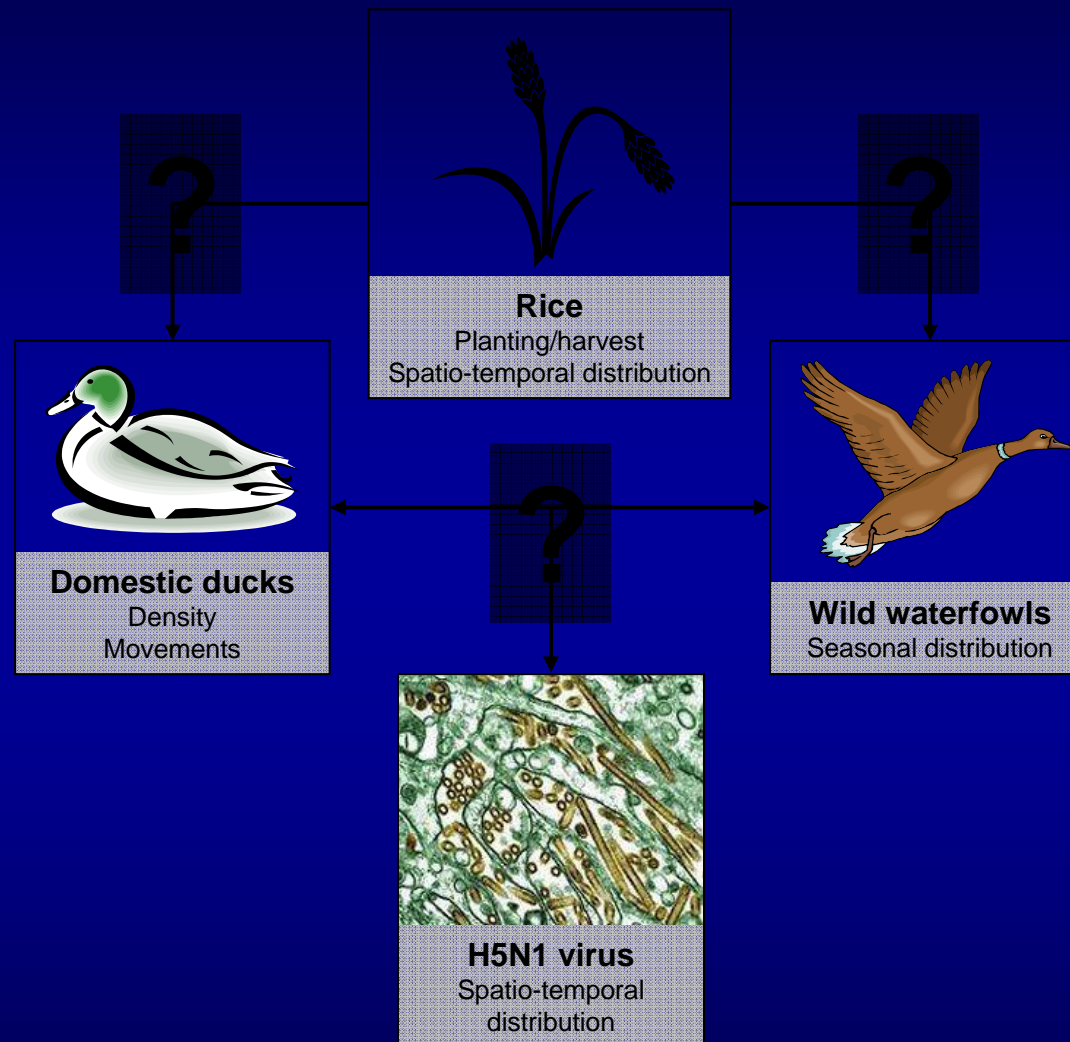 ?
?
Rice
Planting/harvest
Spatio-temporal distribution
?
Domestic ducks
Density
Movements
Wild waterfowls
Seasonal distribution
H5N1 virus
Spatio-temporal
distribution